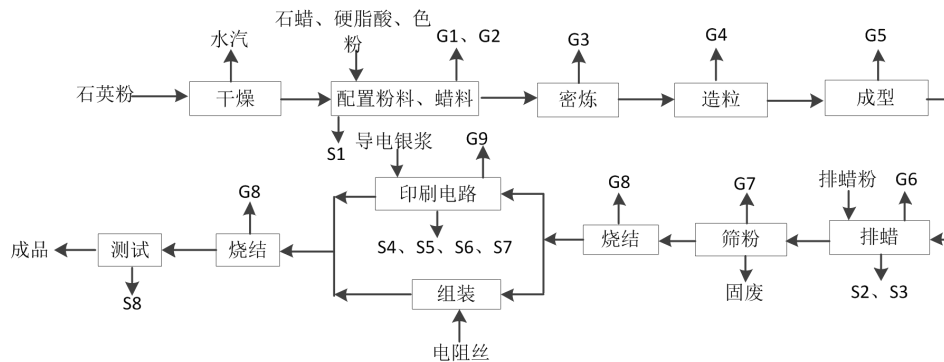 石蜡、硬脂酸、色
粉
水汽
G1、G2
G3
G4
G5
石英粉
干燥
配置粉料、蜡料
密炼
造粒
成型
S1
导电银浆
G9
印刷电路
S4、S5、S6、S7
G8
G8
G7
排蜡粉
G6
成品
测试
烧结
烧结
筛粉
排蜡
S8
组装
固废
S2、S3
电阻丝